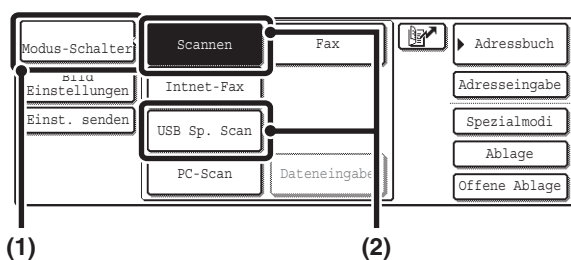 Modus-Schalter
Scannen
Fax
Adressbuch
Bild
Einstellungen
Intnet-Fax
Adresseingabe
Einst. senden
USB Sp. Scan
Spezialmodi
Ablage
PC-Scan
Dateneingabe
Offene Ablage
(1)
(2)